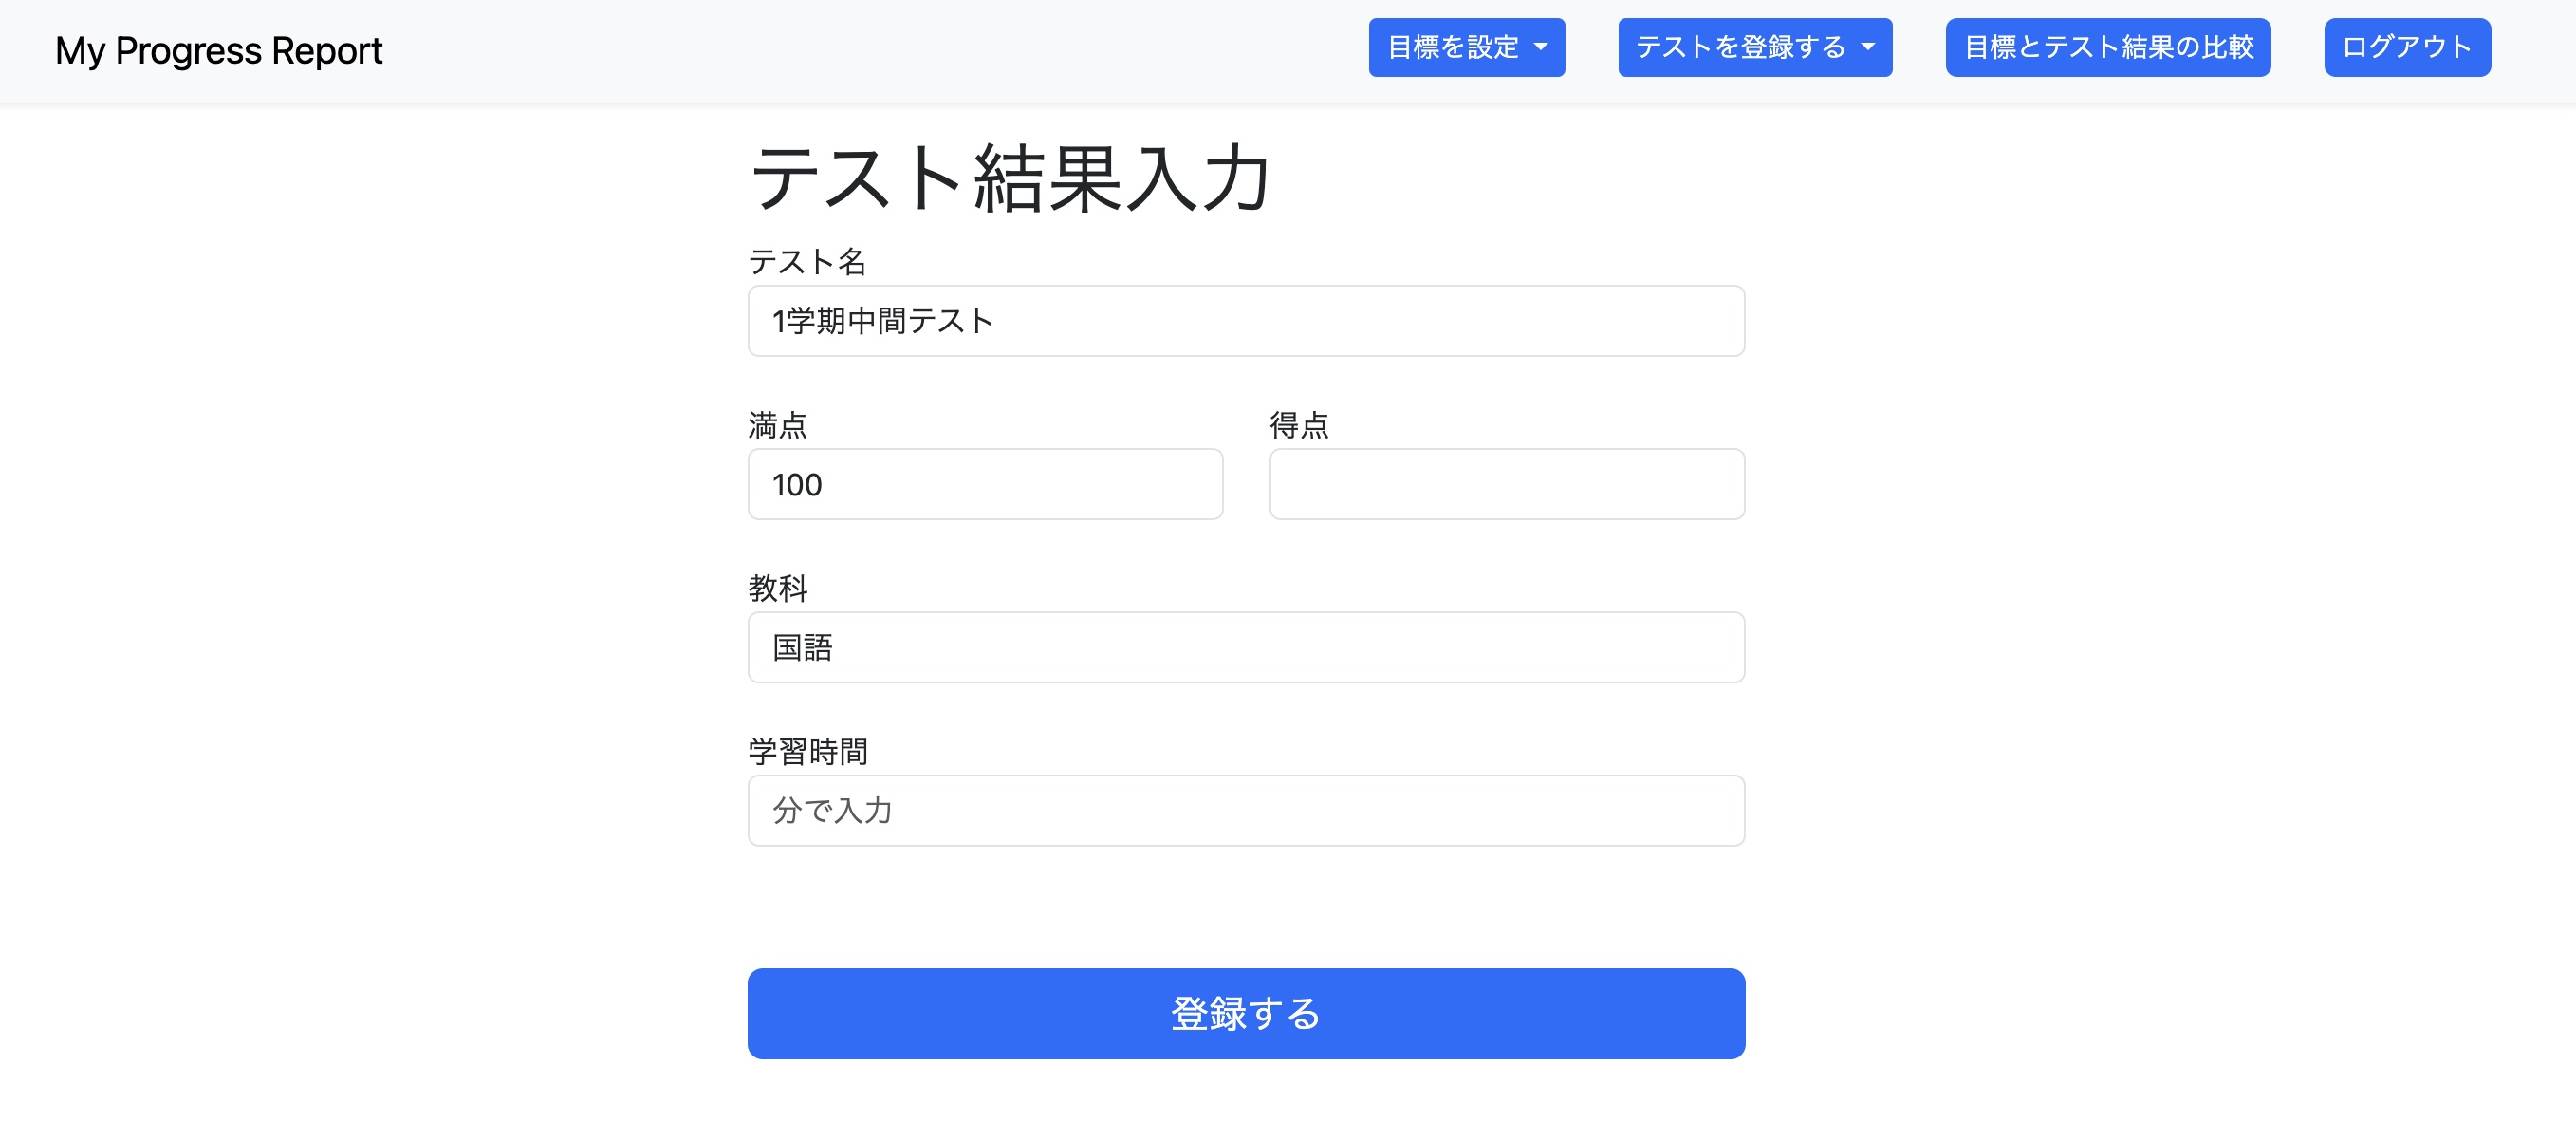 My Progress Report
目標を設定
テストを登録する
目標とテスト結果の比較
ログアウト
テスト結果入力
テスト名
1学期中間テスト
満点
得点
100
教科
国語
学習時間
分で入力
登録する